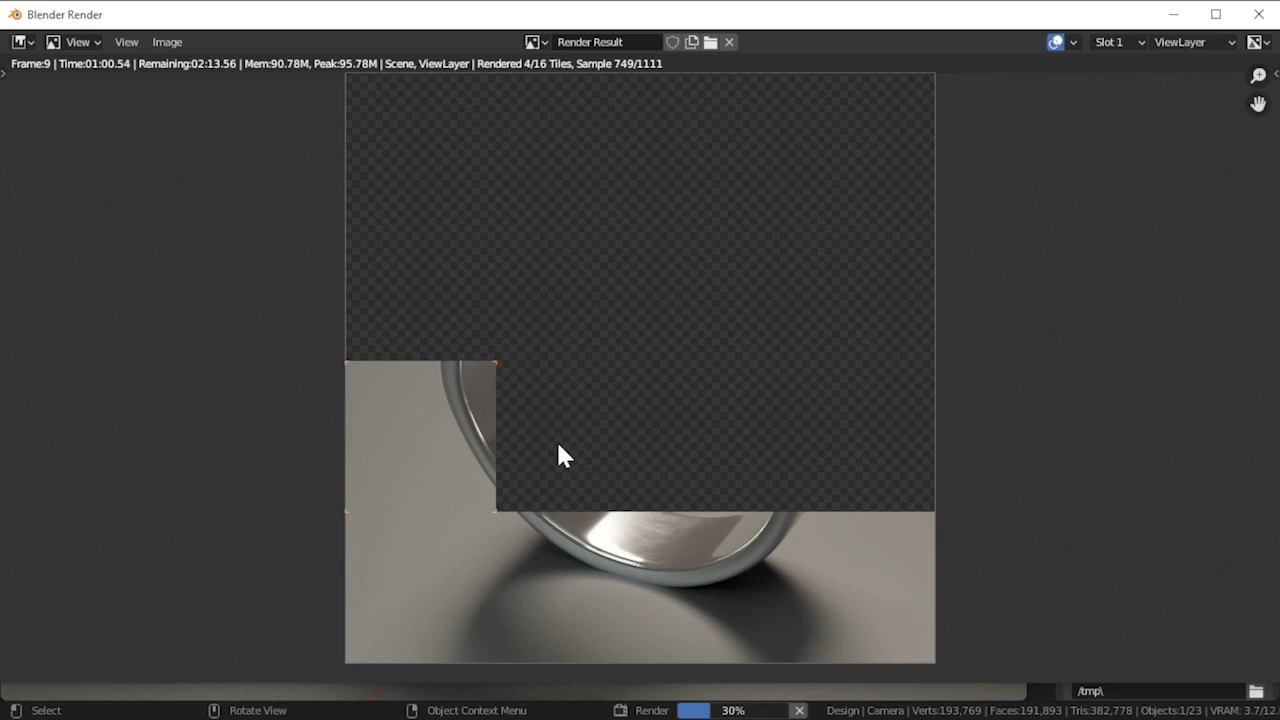 Blender Render
View View Image Render Result Slot 1 ViewLayer
Frame:9 | Time:01:00.54 | Remaining:02:13.56 | Mem:90.78M, Peak:95.78M | Scene, ViewLayer | Rendered 4/16 Tiles, Sample 749/1111
/tmp\
Select Rotate View Object Context Menu Render 30% Design | Camera | Verts:193,769 | Faces:191,893 | Tris:382,778 | Objects:1/23 | VRAM: 3.7/12